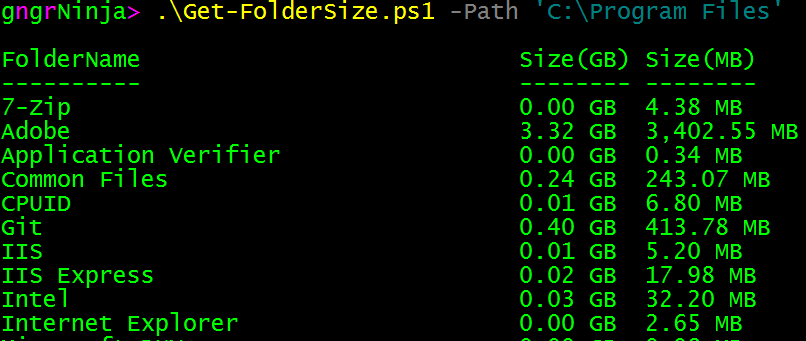 gngrNinja> .\Get-FolderSize.ps1 -Path 'C:\Program Files'
FolderName Size(GB) Size(MB)
---------- -------- --------
7-Zip 0.00 GB 4.38 MB
Adobe 3.32 GB 3,402.55 MB
Application Verifier 0.00 GB 0.34 MB
Common Files 0.24 GB 243.07 MB
CPUID 0.01 GB 6.80 MB
Git 0.40 GB 413.78 MB
IIS 0.01 GB 5.20 MB
IIS Express 0.02 GB 17.98 MB
Intel 0.03 GB 32.20 MB
Internet Explorer 0.00 GB 2.65 MB